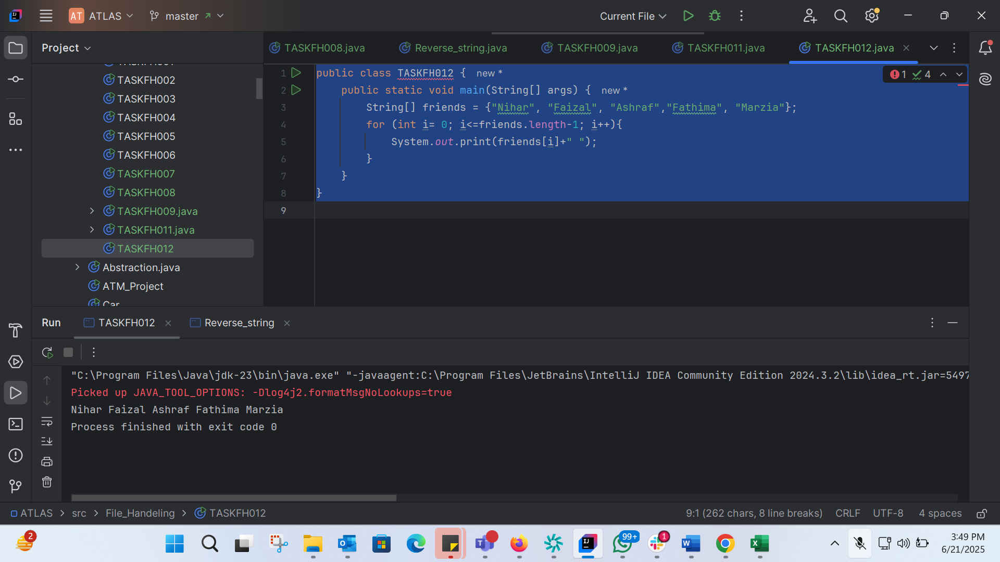 AT ATLAS master Current File
Project
TASKFH008.java Reverse_string.java TASKFH009.java TASKFH011.java TASKFH012.java
TASKFH002
TASKFH003
TASKFH004
TASKFH005
TASKFH006
TASKFH007
TASKFH008
TASKFH009.java
TASKFH011.java
TASKFH012
Abstraction.java
ATM_Project
Car
1 public class TASKFH012 { new *
2 public static void main(String[] args) { new *
3 String[] friends = {"Nihar", "Faizal", "Ashraf","Fathima", "Marzia"};
4 for (int i= 0; i<=friends.length-1; i++){
5 System.out.print(friends[i]+" ");
6 }
7 }
8 }
9
1 4
Run TASKFH012 Reverse_string
"C:\Program Files\Java\jdk-23\bin\java.exe" "-javaagent:C:\Program Files\JetBrains\IntelliJ IDEA Community Edition 2024.3.2\lib\idea_rt.jar=5497
Picked up JAVA_TOOL_OPTIONS: -Dlog4j2.formatMsgNoLookups=true
Nihar Faizal Ashraf Fathima Marzia
Process finished with exit code 0
ATLAS > src > File_Handeling > TASKFH012 9:1 (262 chars, 8 line breaks) CRLF UTF-8 4 spaces
2
99+
1
3:49 PM
6/21/2025